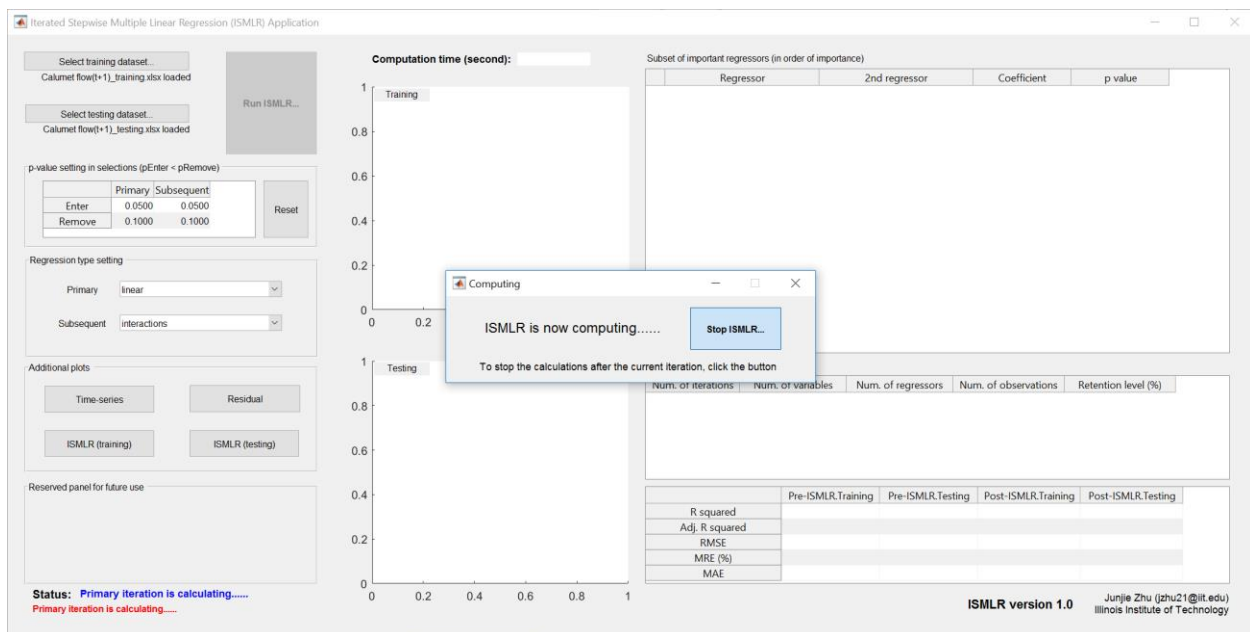 Iterated Stepwise Multiple Linear Regression (ISMLR) Application
Select training dataset...
Calumet flow(t+1)_training.xlsx loaded
Select testing dataset...
Calumet flow(t+1)_testing.xlsx loaded
Run ISMLR...
p-value setting in selections (pEnter < pRemove)
Primary Subsequent
Enter 0.0500 0.0500
Remove 0.1000 0.1000
Reset
Regression type setting
Primary linear
Subsequent interactions
Additional plots
Time-series Residual
ISMLR (training) ISMLR (testing)
Reserved panel for future use
Status: Primary iteration is calculating......
Primary iteration is calculating......
Computation time (second):
Training
1
0.8
0.6
0.4
0.2
0
0 0.2
Testing
1
0.8
0.6
0.4
0.2
0
0 0.2 0.4 0.6 0.8 1
Computing
ISMLR is now computing......
Stop ISMLR...
To stop the calculations after the current iteration, click the button
Subset of important regressors (in order of importance)
Regressor 2nd regressor Coefficient p value
Num. of iterations Num. of variables Num. of regressors Num. of observations Retention level (%)
Pre-ISMLR.Training Pre-ISMLR.Testing Post-ISMLR.Training Post-ISMLR.Testing
R squared
Adj. R squared
RMSE
MRE (%)
MAE
ISMLR version 1.0
Junjie Zhu (jzhu21@iit.edu)
Illinois Institute of Technology